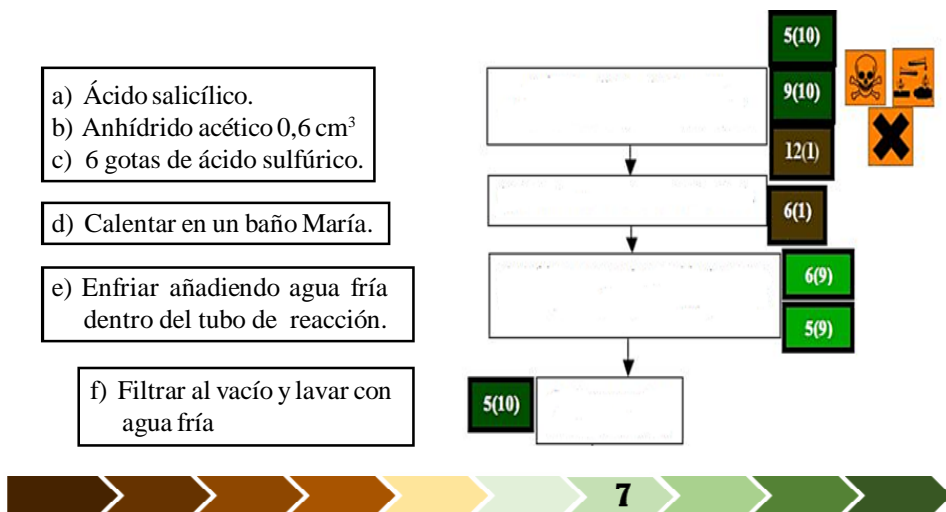 a) Ácido salicílico.
b) Anhídrido acético 0,6 cm³
c) 6 gotas de ácido sulfúrico.
d) Calentar en un baño María.
e) Enfriar añadiendo agua fría
dentro del tubo de reacción.
f) Filtrar al vacío y lavar con
agua fría
5(10)
9(10)
12(1)
6(1)
6(9)
5(9)
5(10)
7